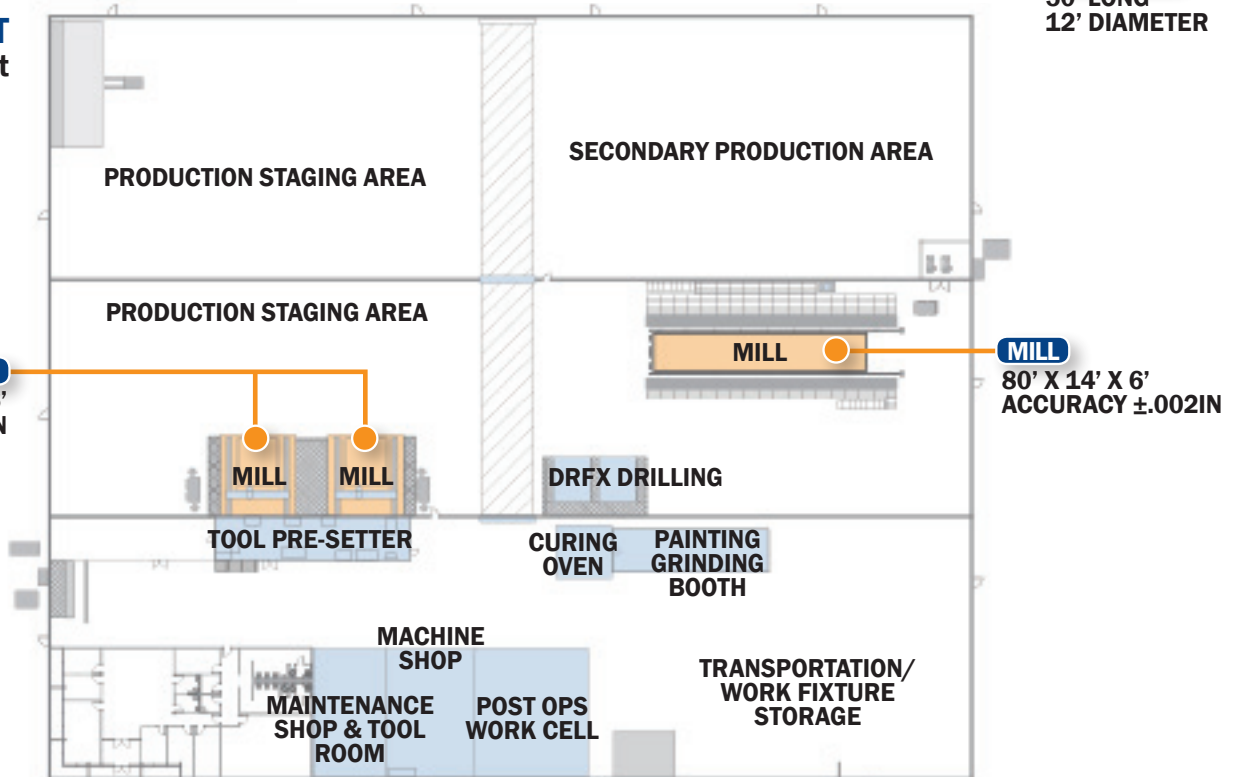 T
t
50' LONG
12' DIAMETER
PRODUCTION STAGING AREA
SECONDARY PRODUCTION AREA
PRODUCTION STAGING AREA
MILL
MILL
80' X 14' X 6'
ACCURACY ±.002IN
'
N
MILL
MILL
DRFX DRILLING
TOOL PRE-SETTER
CURING
OVEN
PAINTING
GRINDING
BOOTH
MACHINE
SHOP
MAINTENANCE
SHOP & TOOL
ROOM
POST OPS
WORK CELL
TRANSPORTATION/
WORK FIXTURE
STORAGE